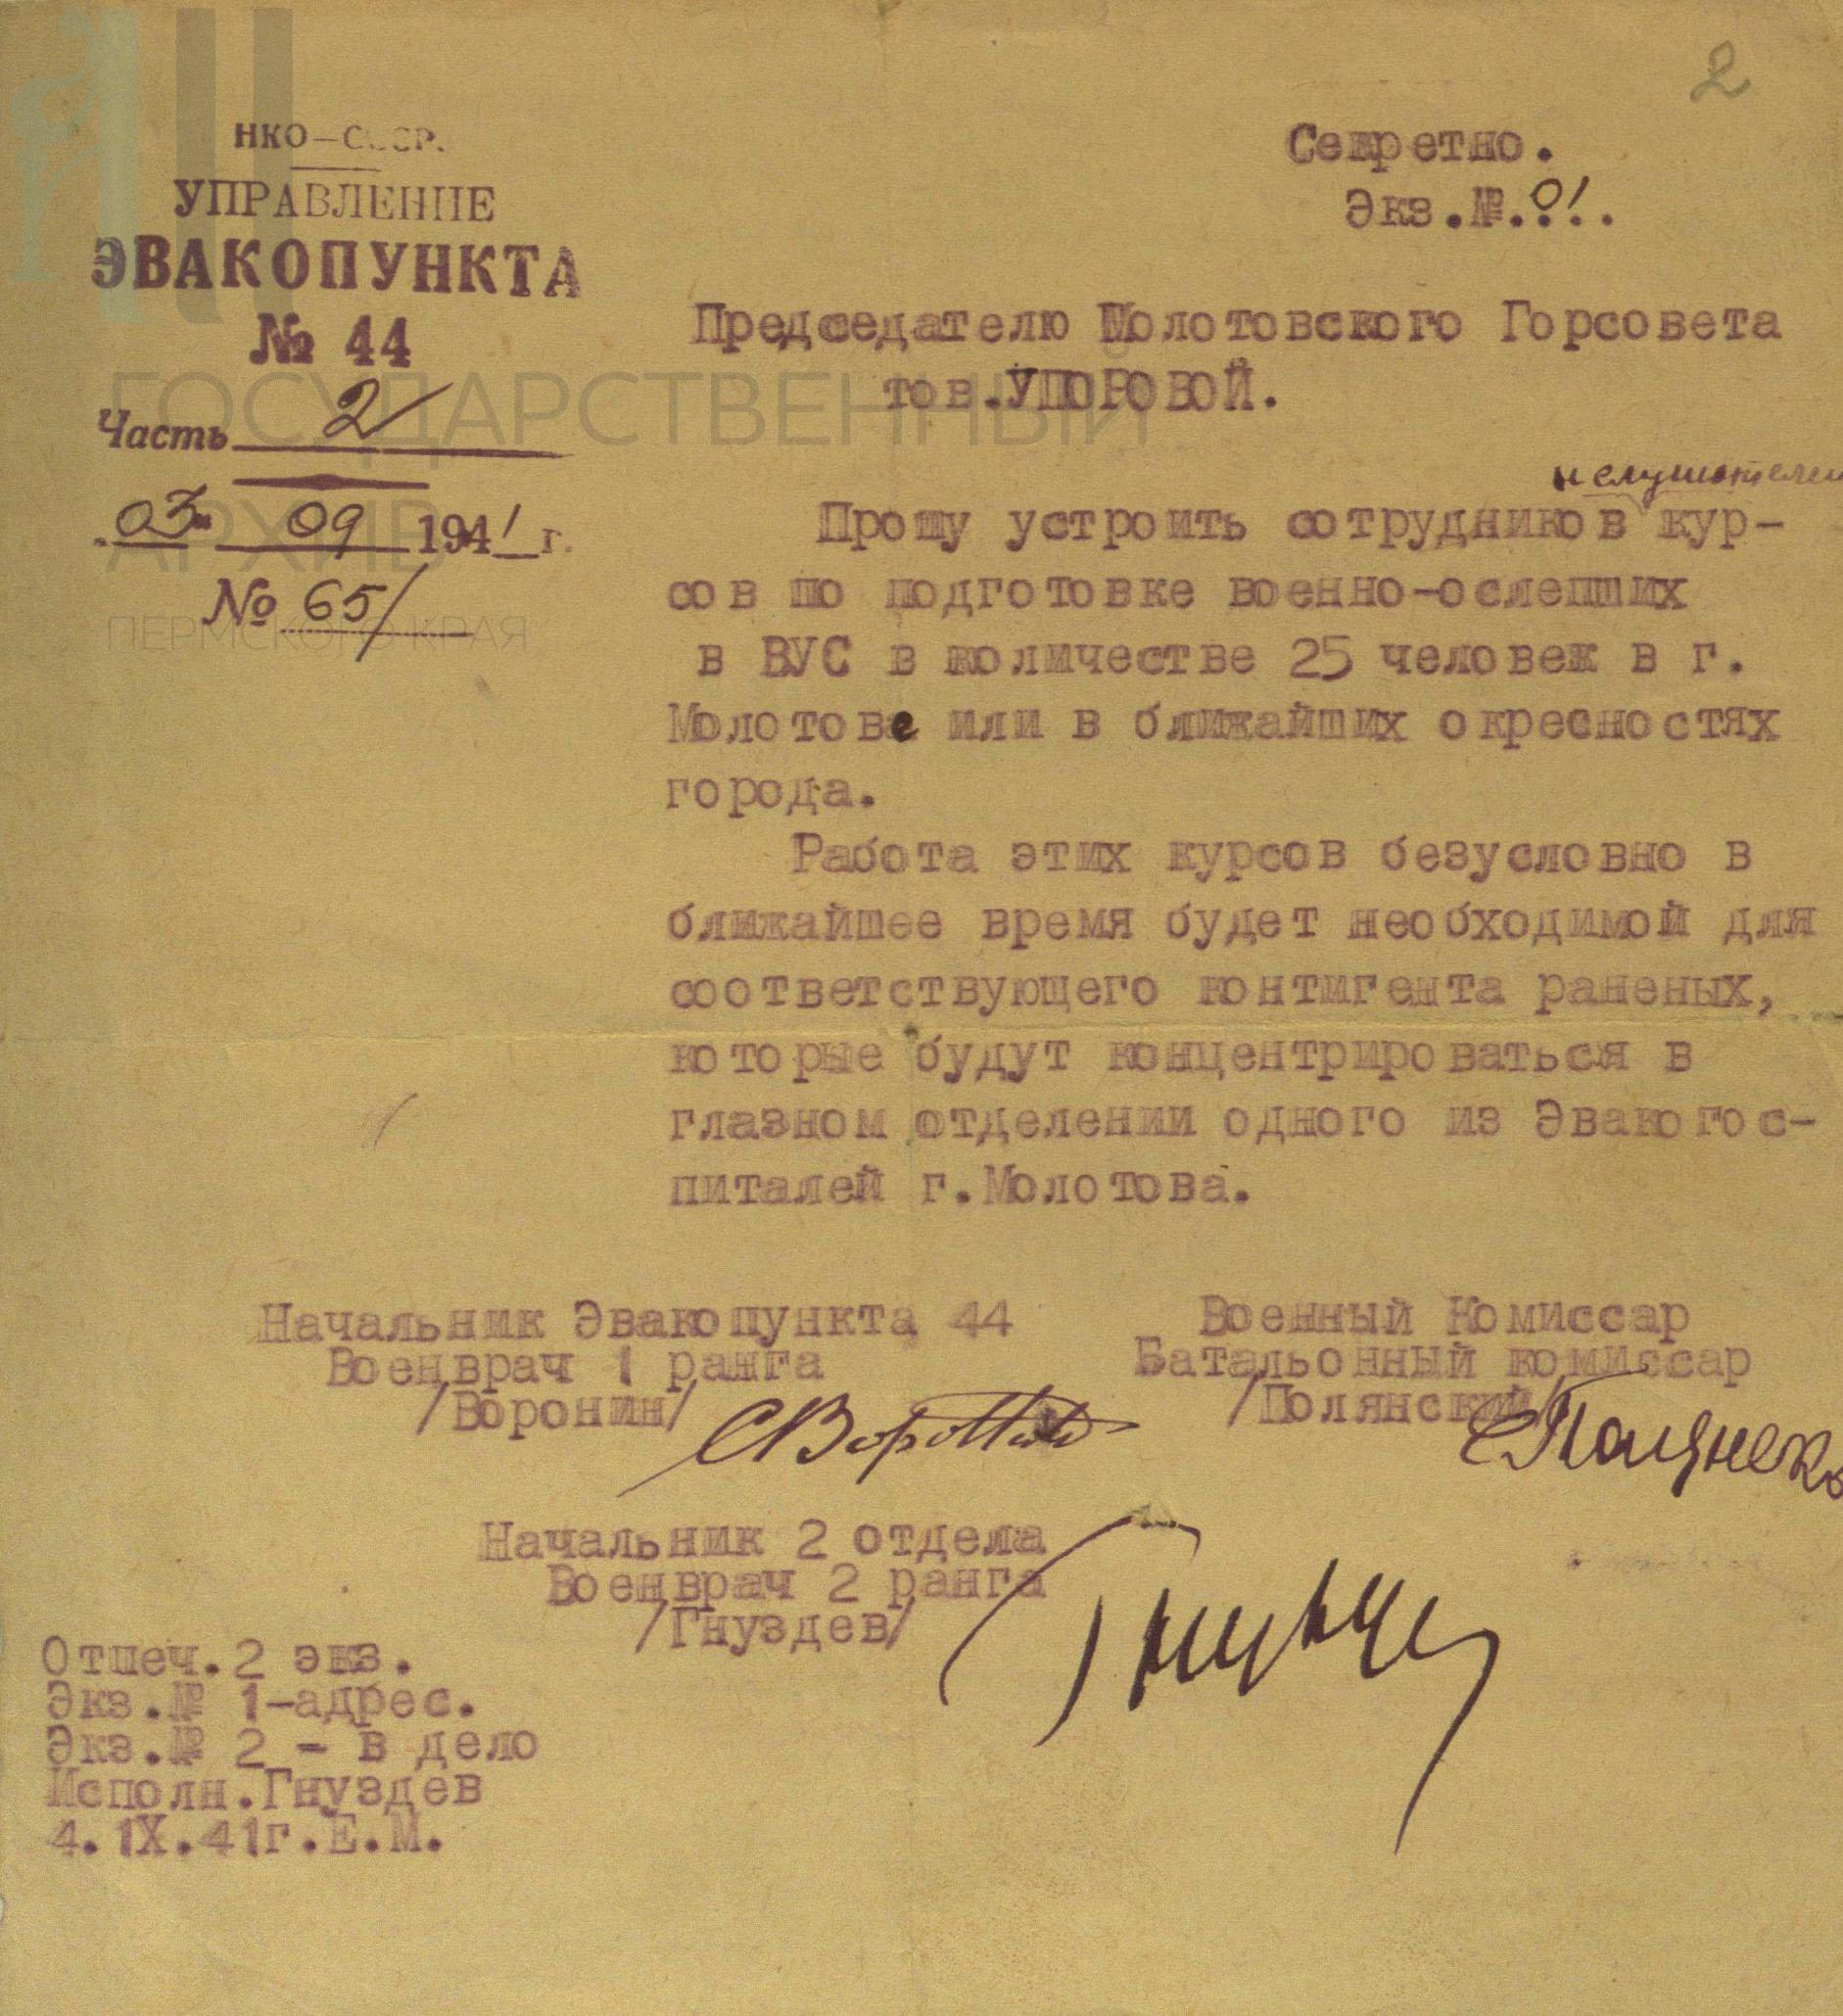 2
НКО–СССР.
УПРАВЛЕНИЕ
ЭВАКОПУНКТА
№ 44
Часть 2
03 " 09 1941 г.
№ 65/
Секретно.
Экз.№.01.
Председателю Молотовского Горсовета
тов.УПОРОВОЙ.
и слушателей
Прошу устроить сотрудников кур-
сов по подготовке военно-ослепших
в ВУС в количестве 25 человек в г.
Молотове или в ближайших окресностях
города.
Работа этих курсов безусловно в
ближайшее время будет необходимой для
соответствующего контигента раненых,
которые будут концентрироваться в
глазном отделении одного из Эвакогос-
питалей г.Молотова.
Начальник Эвакопункта 44
Военврач 1 ранга
/Воронин/
Военный Комиссар
Батальонный комиссар
/Полянский/
Начальник 2 отдела
Военврач 2 ранга
/Гнуздев/
Отпеч.2 экз.
Экз.№ 1-адрес.
Экз.№ 2 - в дело
Исполн.Гнуздев
4.1Х.41г.Е.М.
ГОСУДАРСТВЕННЫЙ
АРХИВ
ПЕРМСКОГО КРАЯ